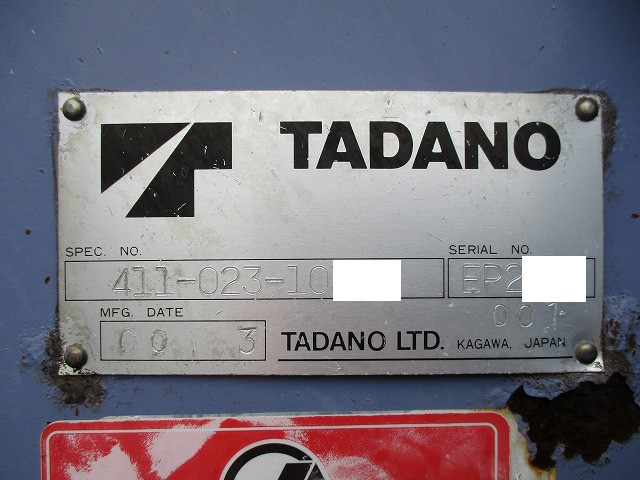 TADANO
SPEC. NO.
SERIAL NO.
411-023-10
EP2
MFG. DATE
00 3
001
TADANO LTD. KAGAWA, JAPAN